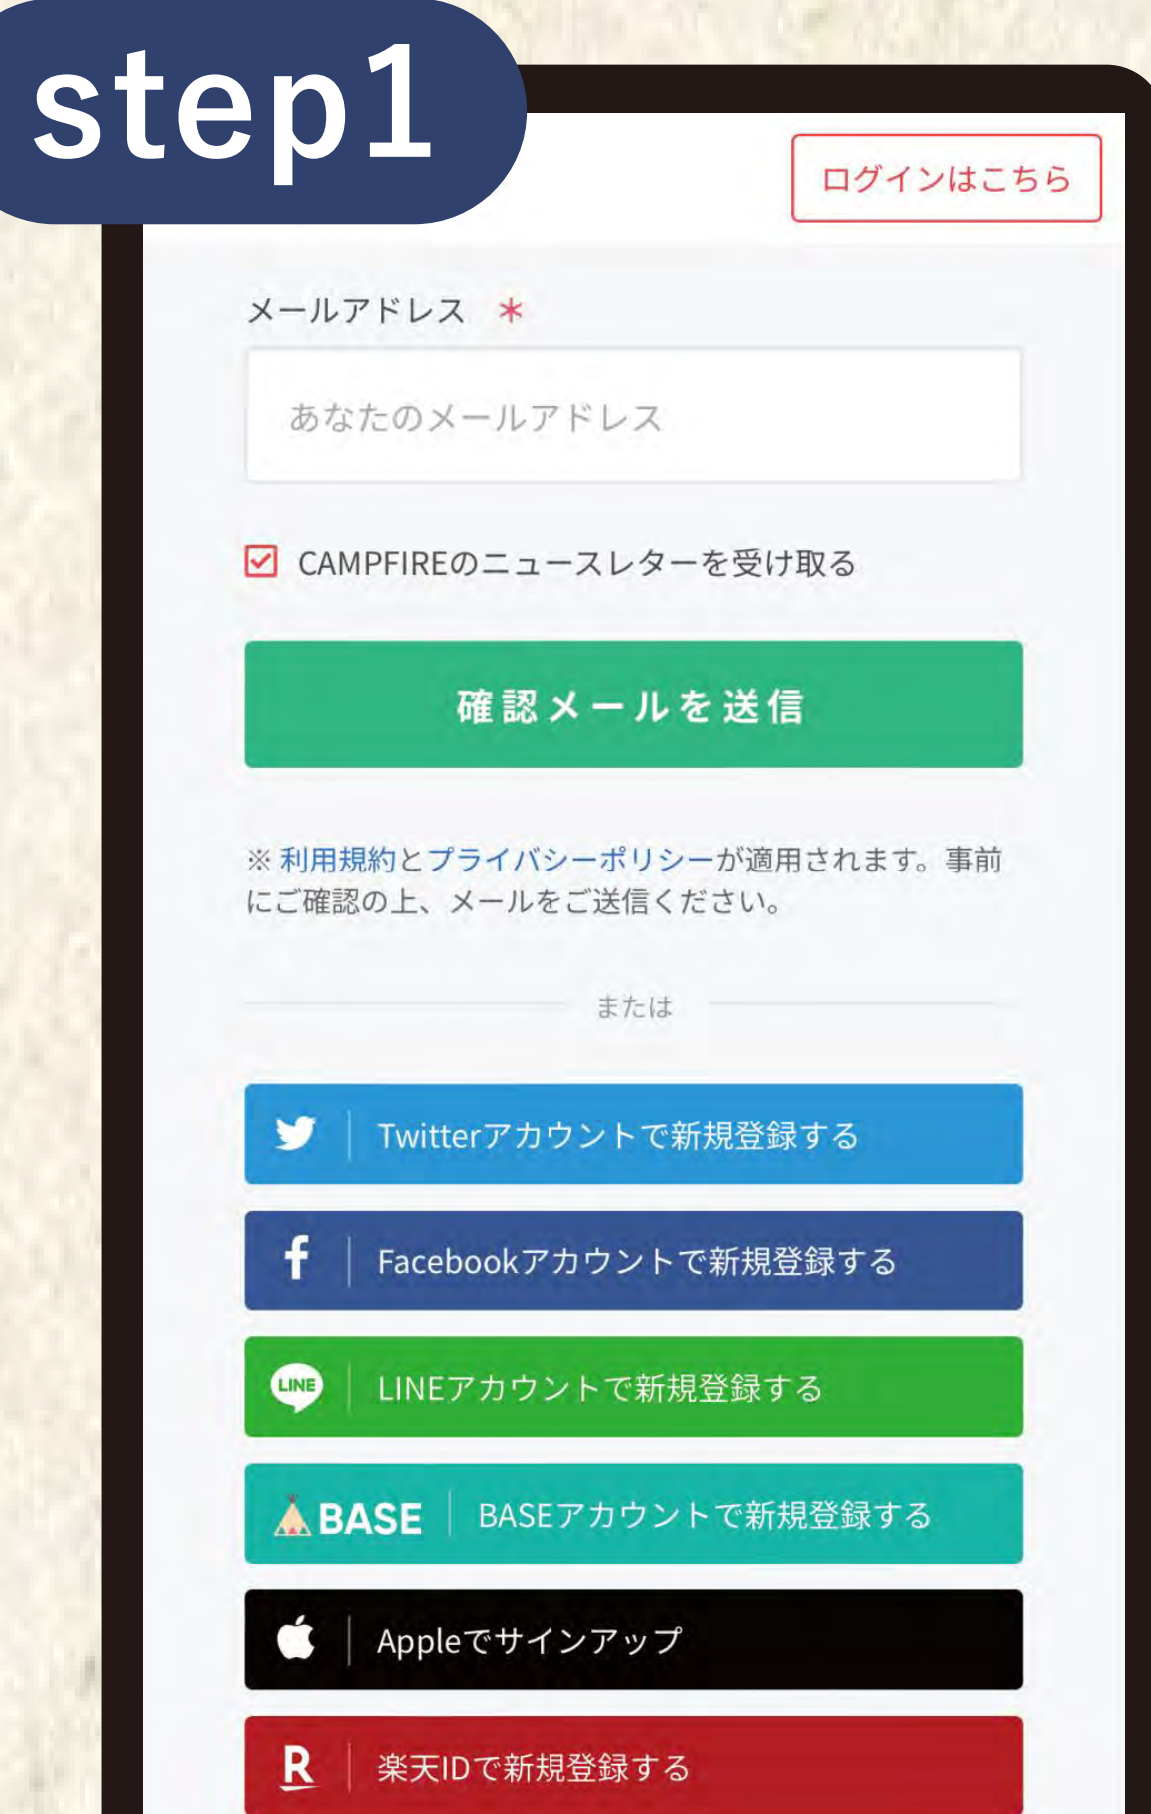 step1
ログインはこちら
メールアドレス *
あなたのメールアドレス
CAMPFIREのニュースレターを受け取る
確認メールを送信
※ 利用規約とプライバシーポリシーが適用されます。事前
にご確認の上、メールをご送信ください。
または
Twitterアカウントで新規登録する
Facebookアカウントで新規登録する
LINE LINEアカウントで新規登録する
BASE BASEアカウントで新規登録する
Appleでサインアップ
R 楽天IDで新規登録する